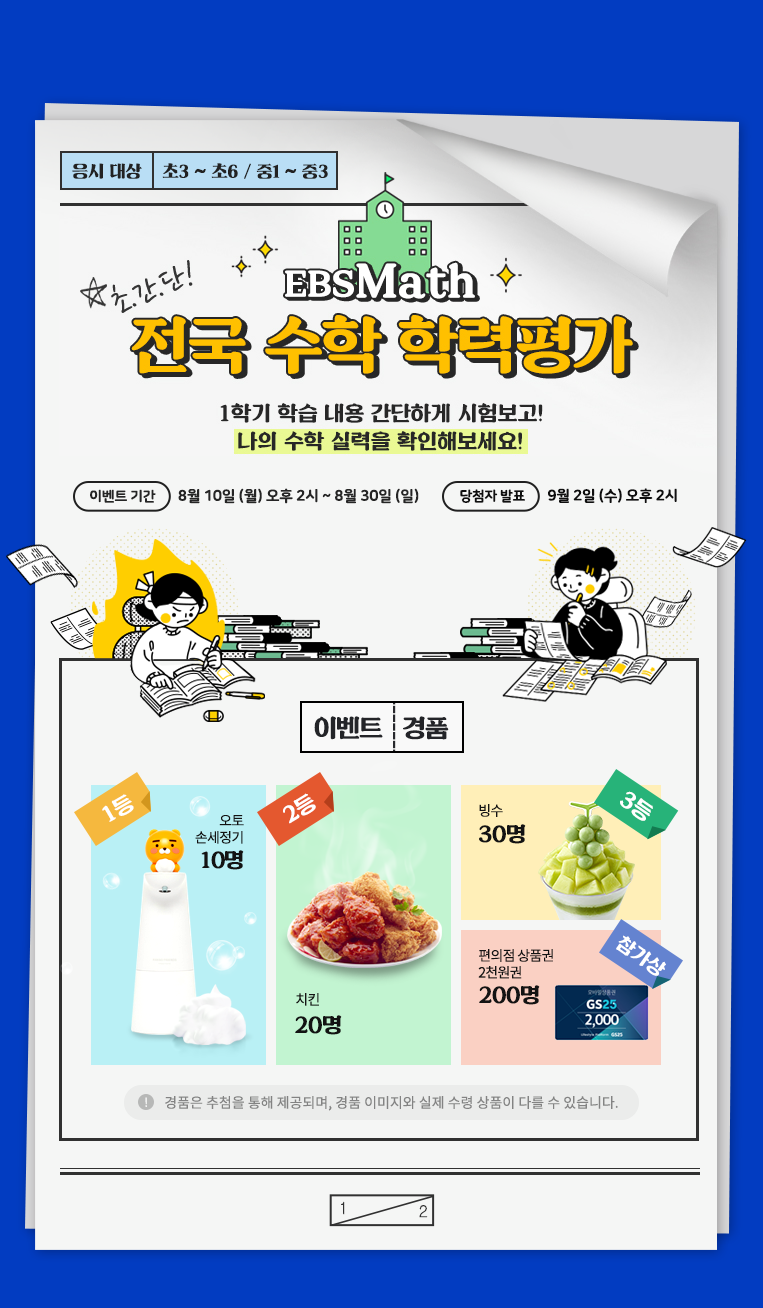 응시 대상 초3 ~ 초6 / 중1 ~ 중3
초.간.단!
EBSMath
전국 수학 학력평가
1학기 학습 내용 간단하게 시험보고!
나의 수학 실력을 확인해보세요!
이벤트 기간 8월 10일 (월) 오후 2시 ~ 8월 30일 (일) 당첨자 발표 9월 2일 (수) 오후 2시
이벤트 경품
1등
오토
손세정기
10명
2등
치킨
20명
3등
빙수
30명
참가상
편의점 상품권
2천원권
200명
모바일상품권
GS25
2,000
GS25
! 경품은 추첨을 통해 제공되며, 경품 이미지와 실제 수령 상품이 다를 수 있습니다.
1 2